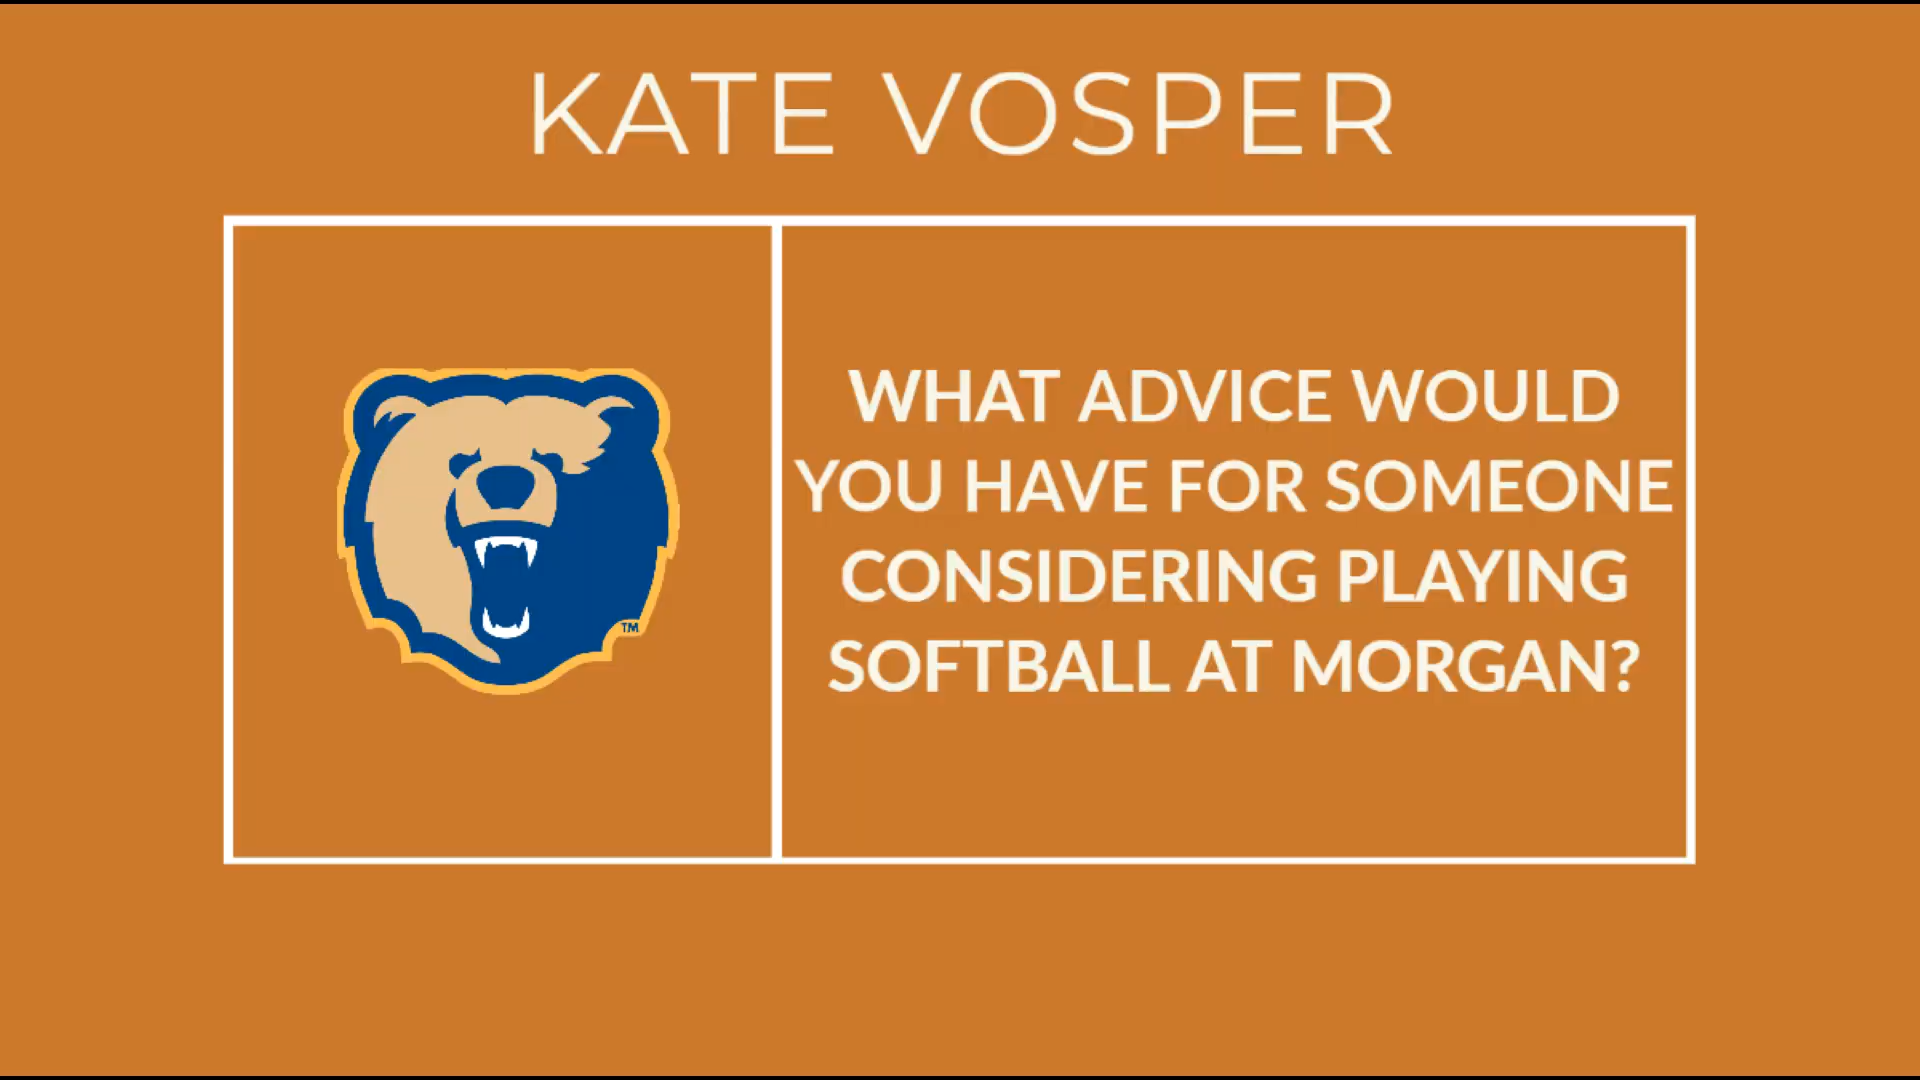 KATE VOSPER
WHAT ADVICE WOULD
YOU HAVE FOR SOMEONE
CONSIDERING PLAYING
SOFTBALL AT MORGAN?
TM